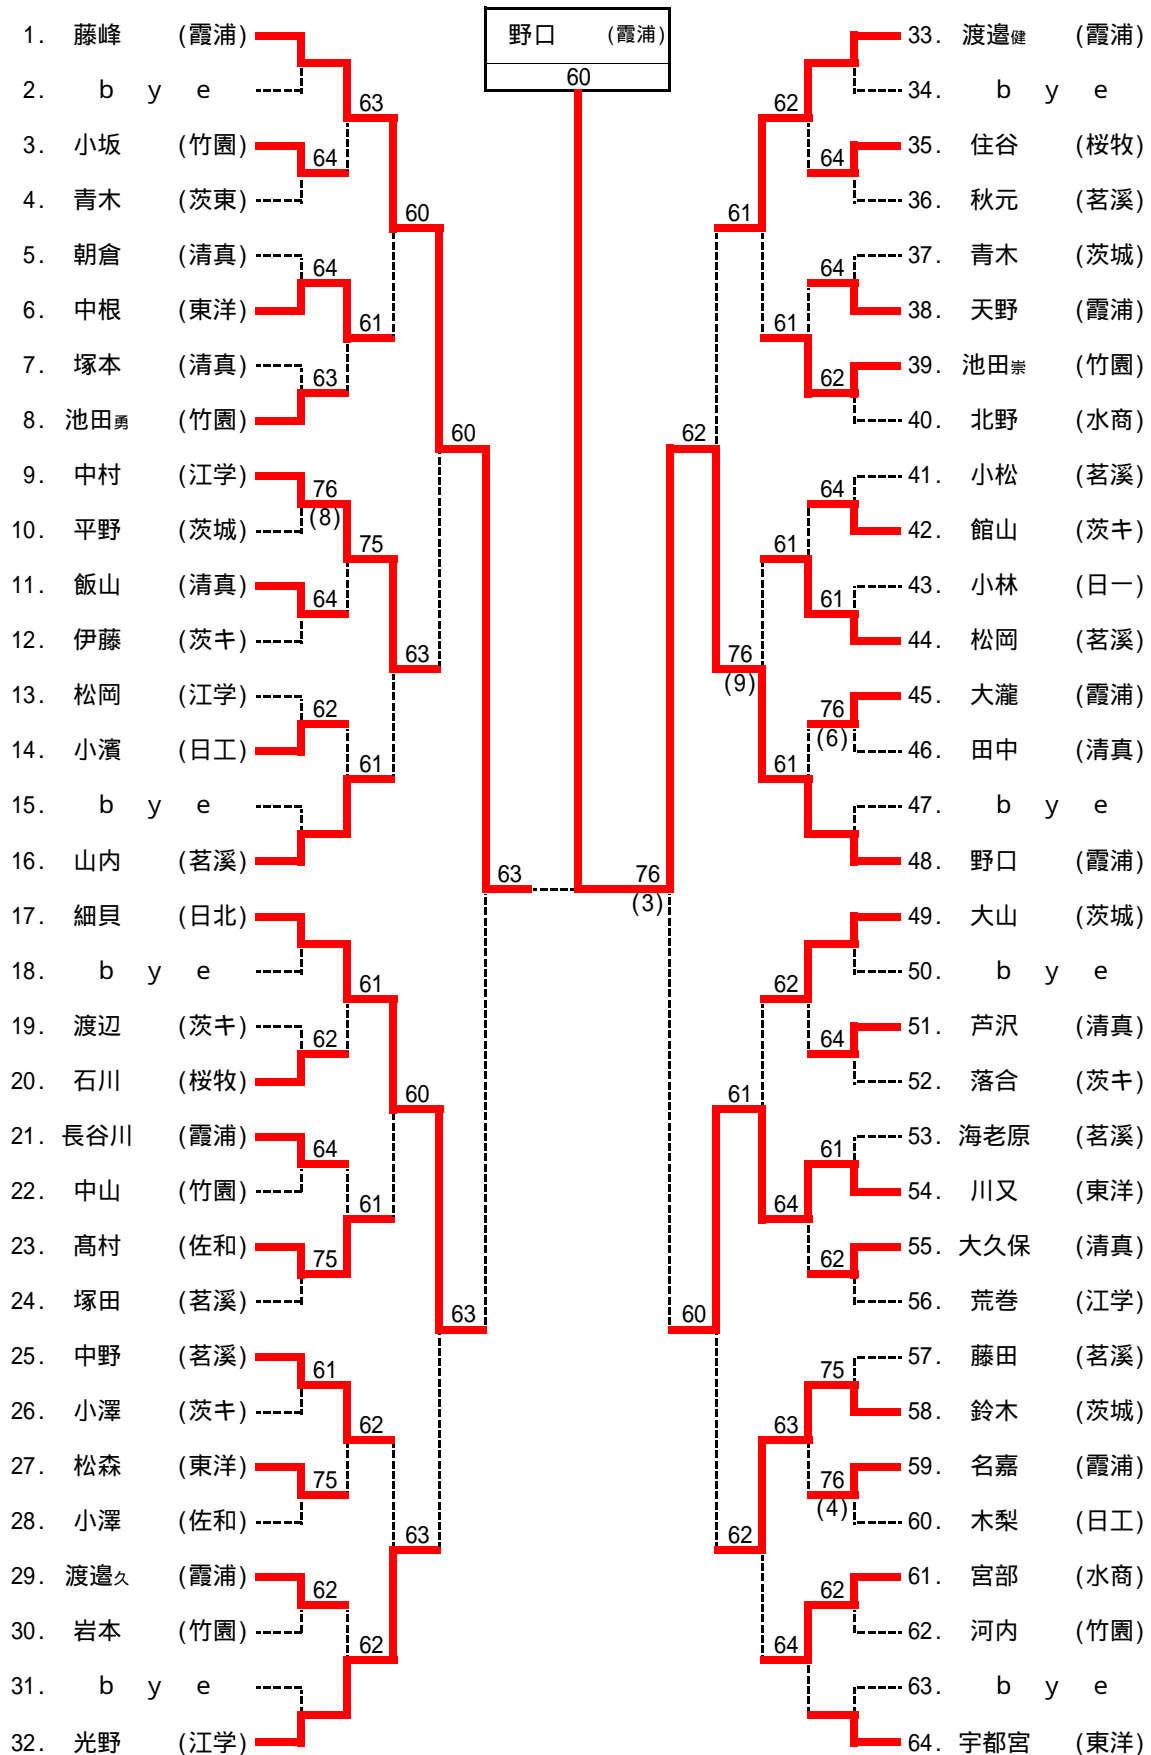 野口 (霞浦)
60
1. 藤峰 (霞浦)
2. b y e
3. 小坂 (竹園)
4. 青木 (茨東)
5. 朝倉 (清真)
6. 中根 (東洋)
7. 塚本 (清真)
8. 池田勇 (竹園)
9. 中村 (江学)
10. 平野 (茨城)
11. 飯山 (清真)
12. 伊藤 (茨キ)
13. 松岡 (江学)
14. 小濱 (日工)
15. b y e
16. 山内 (茗溪)
17. 細貝 (日北)
18. b y e
19. 渡辺 (茨キ)
20. 石川 (桜牧)
21. 長谷川 (霞浦)
22. 中山 (竹園)
23. 髙村 (佐和)
24. 塚田 (茗溪)
25. 中野 (茗溪)
26. 小澤 (茨キ)
27. 松森 (東洋)
28. 小澤 (佐和)
29. 渡邉久 (霞浦)
30. 岩本 (竹園)
31. b y e
32. 光野 (江学)
64
64
63
76
(8)
64
62
62
64
75
61
75
62
63
61
75
61
61
61
62
62
60
63
60
63
60
63
63
76
(3)
62
60
61
76
(9)
61
62
62
61
61
61
62
64
63
64
64
64
62
64
61
76
(6)
64
61
62
75
76
(4)
62
33. 渡邉健 (霞浦)
34. b y e
35. 住谷 (桜牧)
36. 秋元 (茗溪)
37. 青木 (茨城)
38. 天野 (霞浦)
39. 池田崇 (竹園)
40. 北野 (水商)
41. 小松 (茗溪)
42. 館山 (茨キ)
43. 小林 (日一)
44. 松岡 (茗溪)
45. 大瀧 (霞浦)
46. 田中 (清真)
47. b y e
48. 野口 (霞浦)
49. 大山 (茨城)
50. b y e
51. 芦沢 (清真)
52. 落合 (茨キ)
53. 海老原 (茗溪)
54. 川又 (東洋)
55. 大久保 (清真)
56. 荒巻 (江学)
57. 藤田 (茗溪)
58. 鈴木 (茨城)
59. 名嘉 (霞浦)
60. 木梨 (日工)
61. 宮部 (水商)
62. 河内 (竹園)
63. b y e
64. 宇都宮 (東洋)